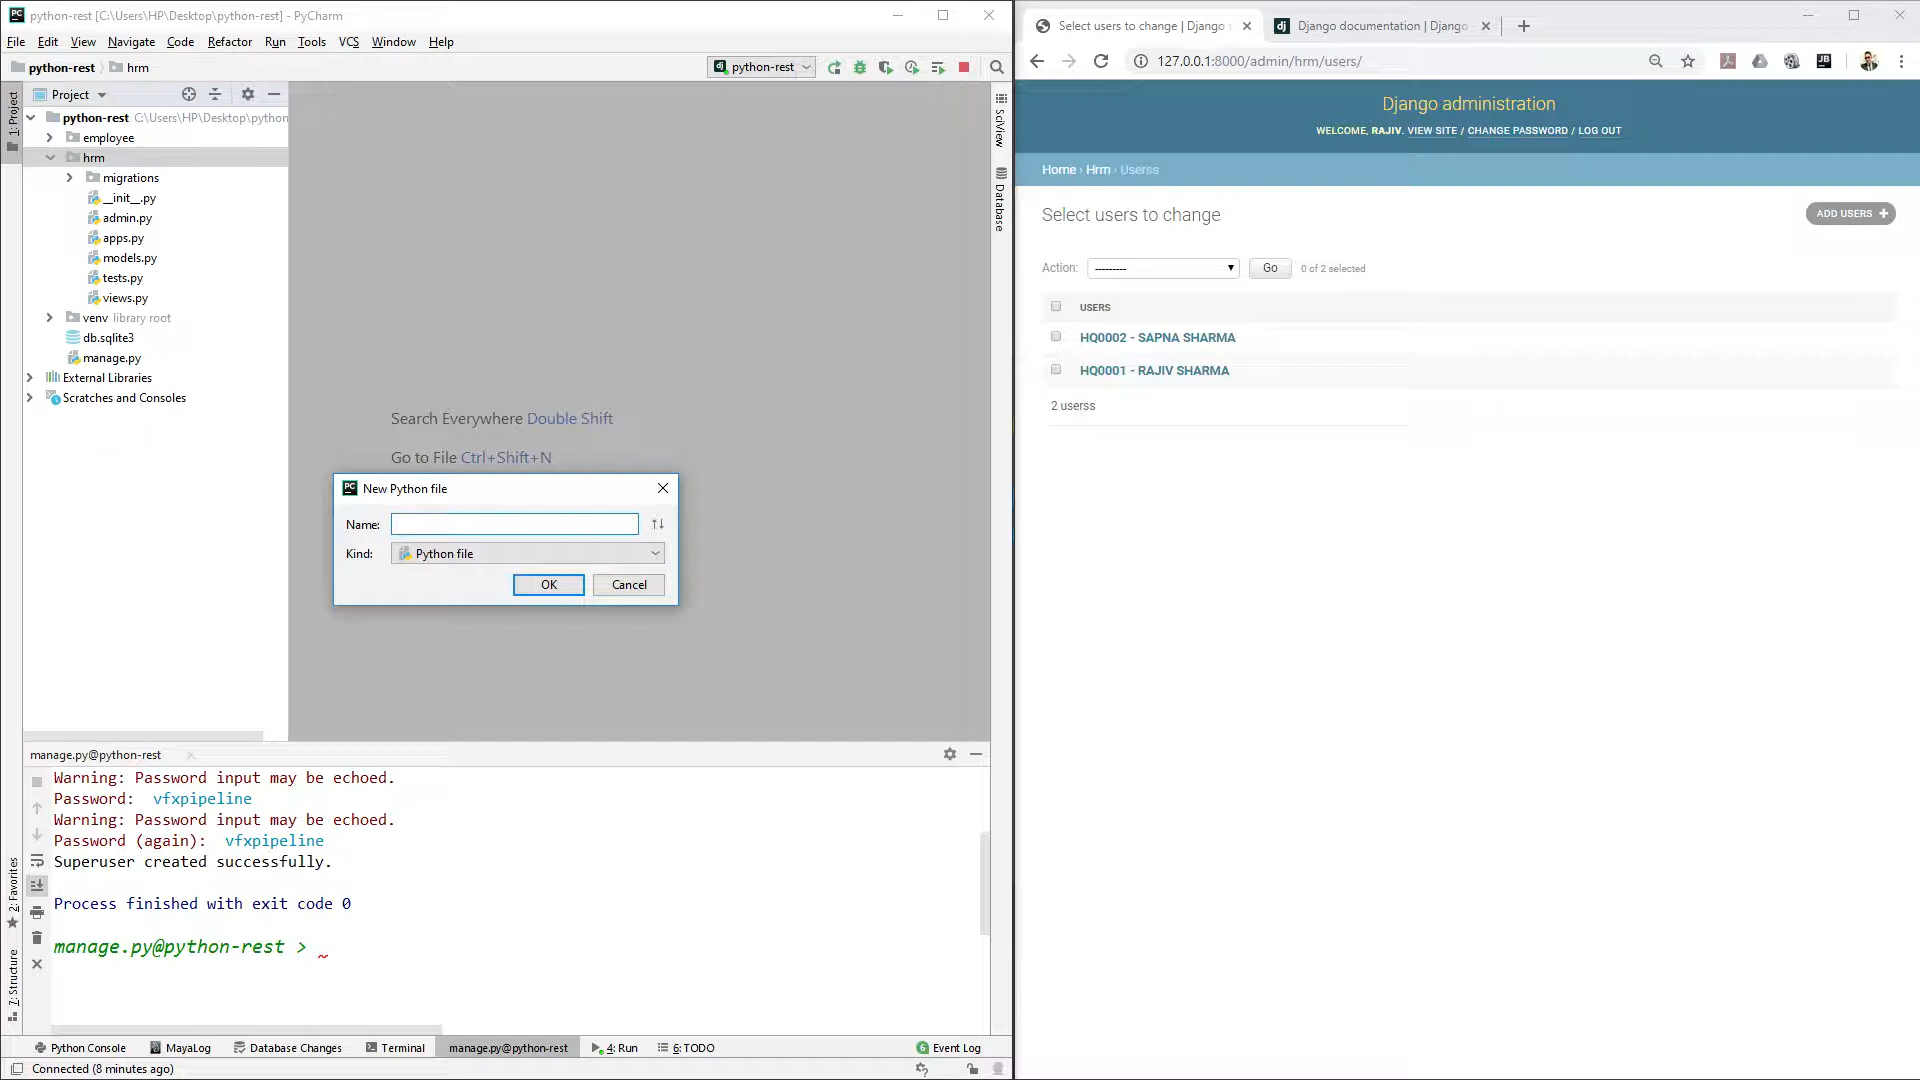 python-rest [C:\Users\HP\Desktop\python-rest] - PyCharm
File Edit View Navigate Code Refactor Run Tools VCS Window Help
python-rest hrm
python-rest
1: Project
Project
python-rest C:\Users\HP\Desktop\python
employee
hrm
migrations
__init__.py
admin.py
apps.py
models.py
tests.py
views.py
venv library root
db.sqlite3
manage.py
External Libraries
Scratches and Consoles
SciView
Database
Search Everywhere Double Shift
Go to File Ctrl+Shift+N
New Python file
Name:
Kind: Python file
OK Cancel
manage.py@python-rest
Warning: Password input may be echoed.
Password: vfxpipeline
Warning: Password input may be echoed.
Password (again): vfxpipeline
Superuser created successfully.
Process finished with exit code 0
manage.py@python-rest > ~
2: Favorites
7: Structure
Python Console MayaLog Database Changes Terminal manage.py@python-rest 4: Run 6: TODO 6 Event Log
Connected (8 minutes ago)
Select users to change | Django s
Django documentation | Django
127.0.0.1:8000/admin/hrm/users/
Django administration
WELCOME, RAJIV. VIEW SITE / CHANGE PASSWORD / LOG OUT
Home › Hrm › Userss
Select users to change
ADD USERS +
Action: --------- Go 0 of 2 selected
USERS
HQ0002 - SAPNA SHARMA
HQ0001 - RAJIV SHARMA
2 userss